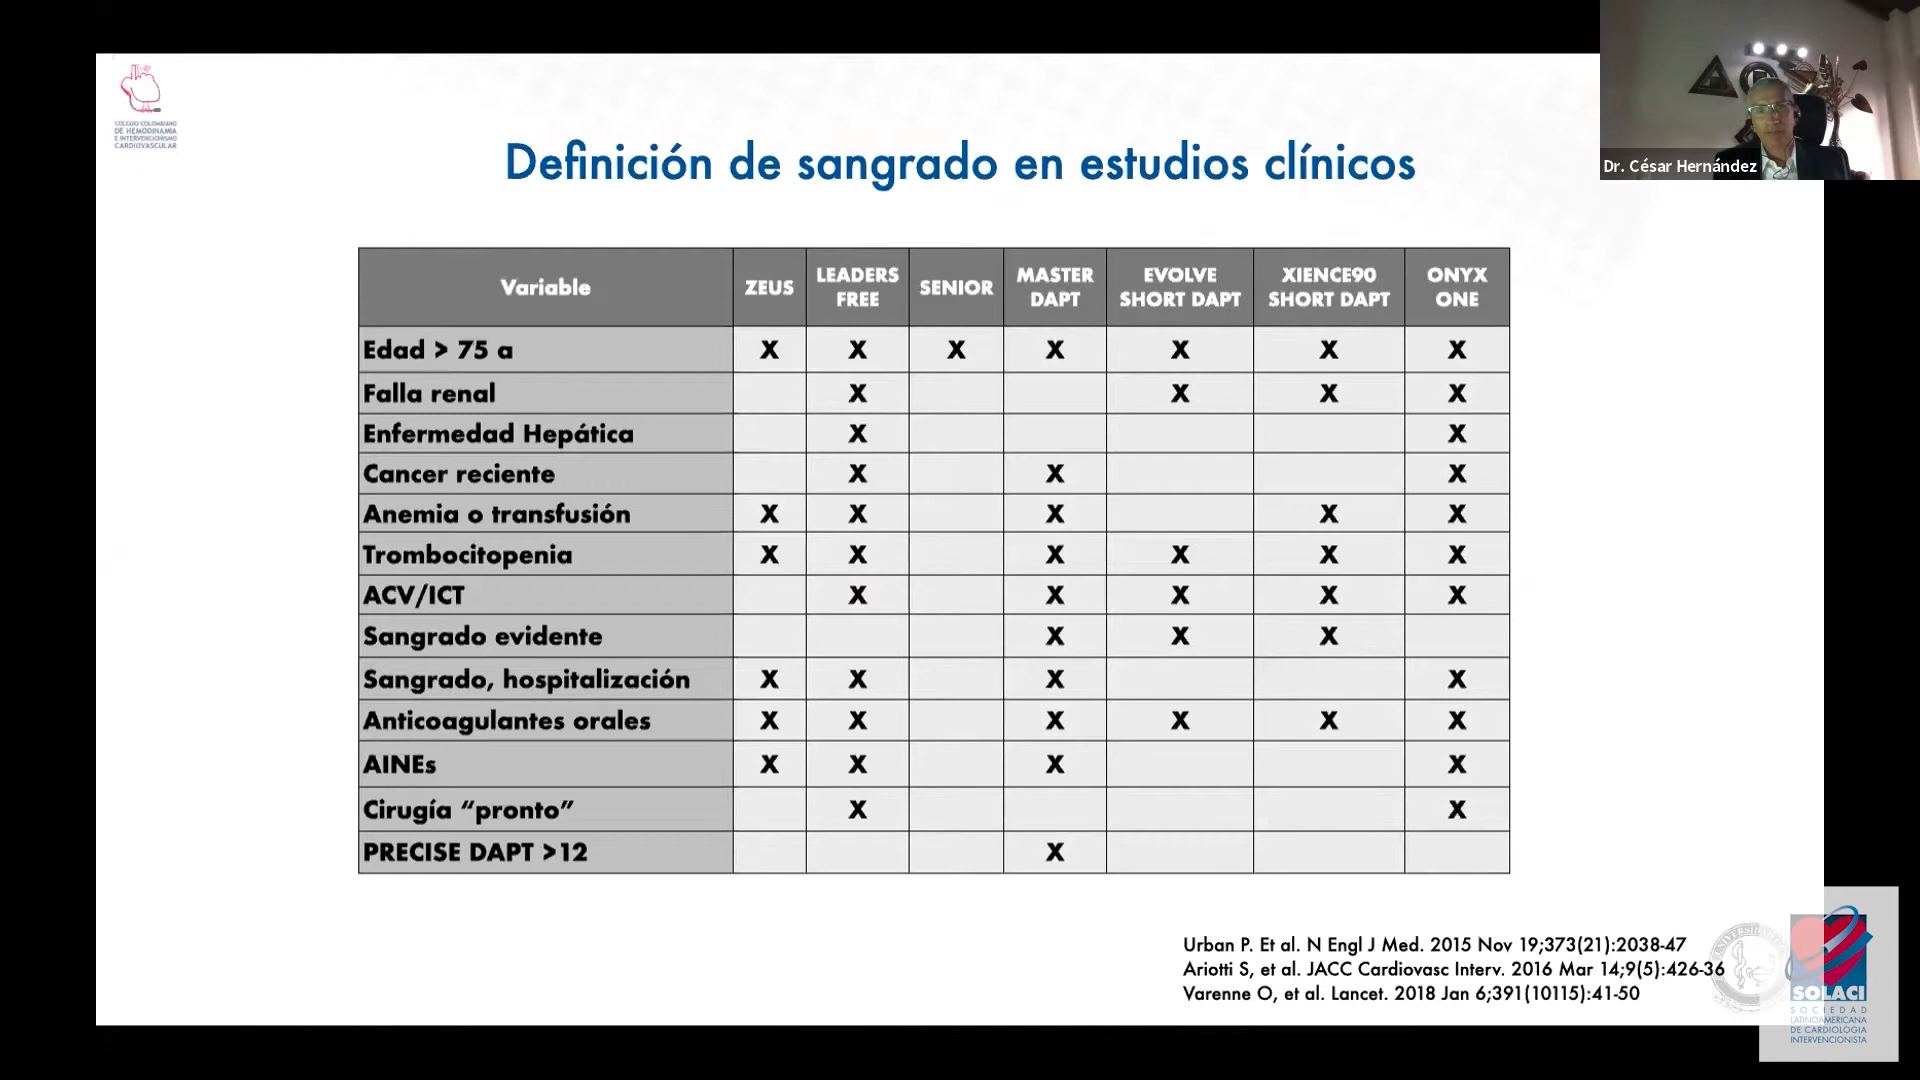 COLEGIO COLOMBIANO
DE HEMODINAMIA
E INTERVENCIONISMO
CARDIOVASCULAR
Definición de sangrado en estudios clínicos
Dr. César Hernández
Variable ZEUS LEADERS FREE SENIOR MASTER DAPT EVOLVE SHORT DAPT XIENCE90 SHORT DAPT ONYX ONE
Edad > 75 a X X X X X X X
Falla renal X X X X
Enfermedad Hepática X X
Cancer reciente X X X
Anemia o transfusión X X X X X
Trombocitopenia X X X X X X
ACV/ICT X X X X X
Sangrado evidente X X X
Sangrado, hospitalización X X X X
Anticoagulantes orales X X X X X X
AINEs X X X X
Cirugía “pronto” X X
PRECISE DAPT >12 X
Urban P. Et al. N Engl J Med. 2015 Nov 19;373(21):2038-47
Ariotti S, et al. JACC Cardiovasc Interv. 2016 Mar 14;9(5):426-36
Varenne O, et al. Lancet. 2018 Jan 6;391(10115):41-50
SOLACI
SOCIEDAD
LATINOAMERICANA
DE CARDIOLOGIA
INTERVENCIONISTA